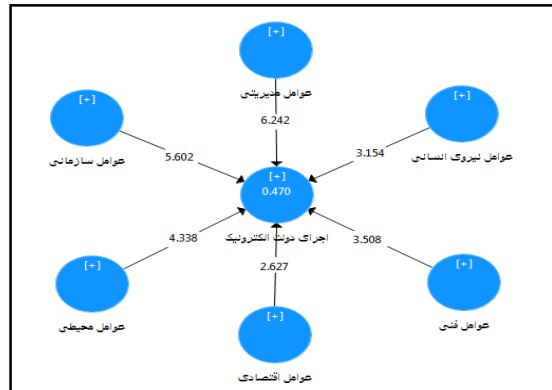 [+]
عوامل مدیریتی
[+]
عوامل سازمانی
[+]
عوامل نیروی انسانی
6.242
5.602
3.154
[+]
0.470
اجرای دولت الکترونیک
4.338
3.508
2.627
[+]
عوامل محیطی
[+]
عوامل فنی
[+]
عوامل اقتصادی